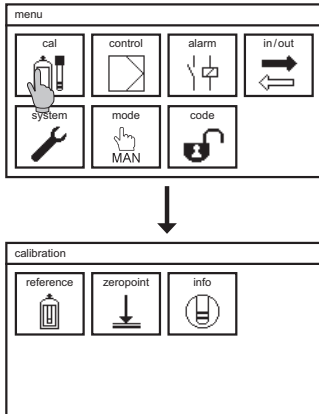 menu
cal control alarm in/out
system mode code
MAN
calibration
reference zeropoint info